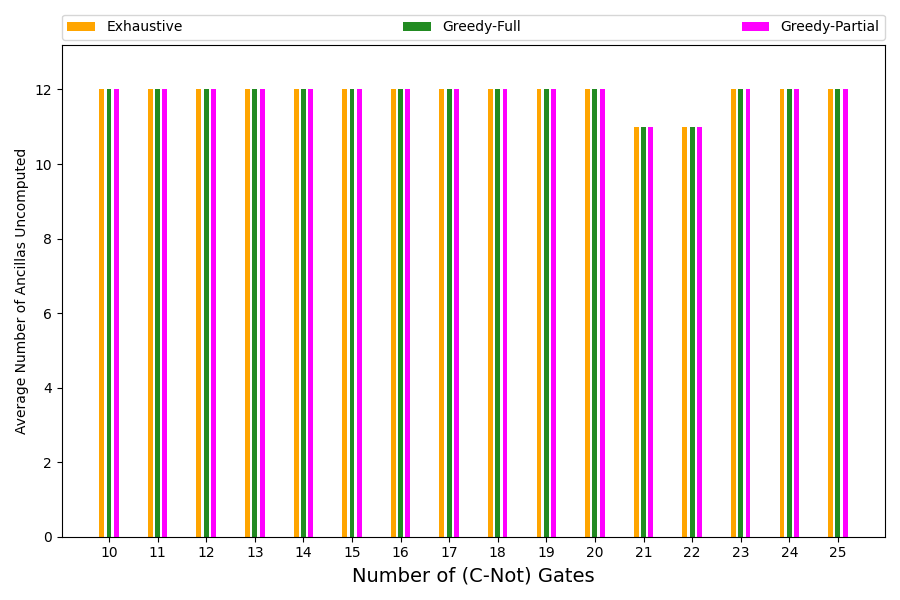 Exhaustive Greedy-Full Greedy-Partial
12
10
8
6
4
2
0
Average Number of Ancillas Uncomputed
10 11 12 13 14 15 16 17 18 19 20 21 22 23 24 25
Number of (C-Not) Gates